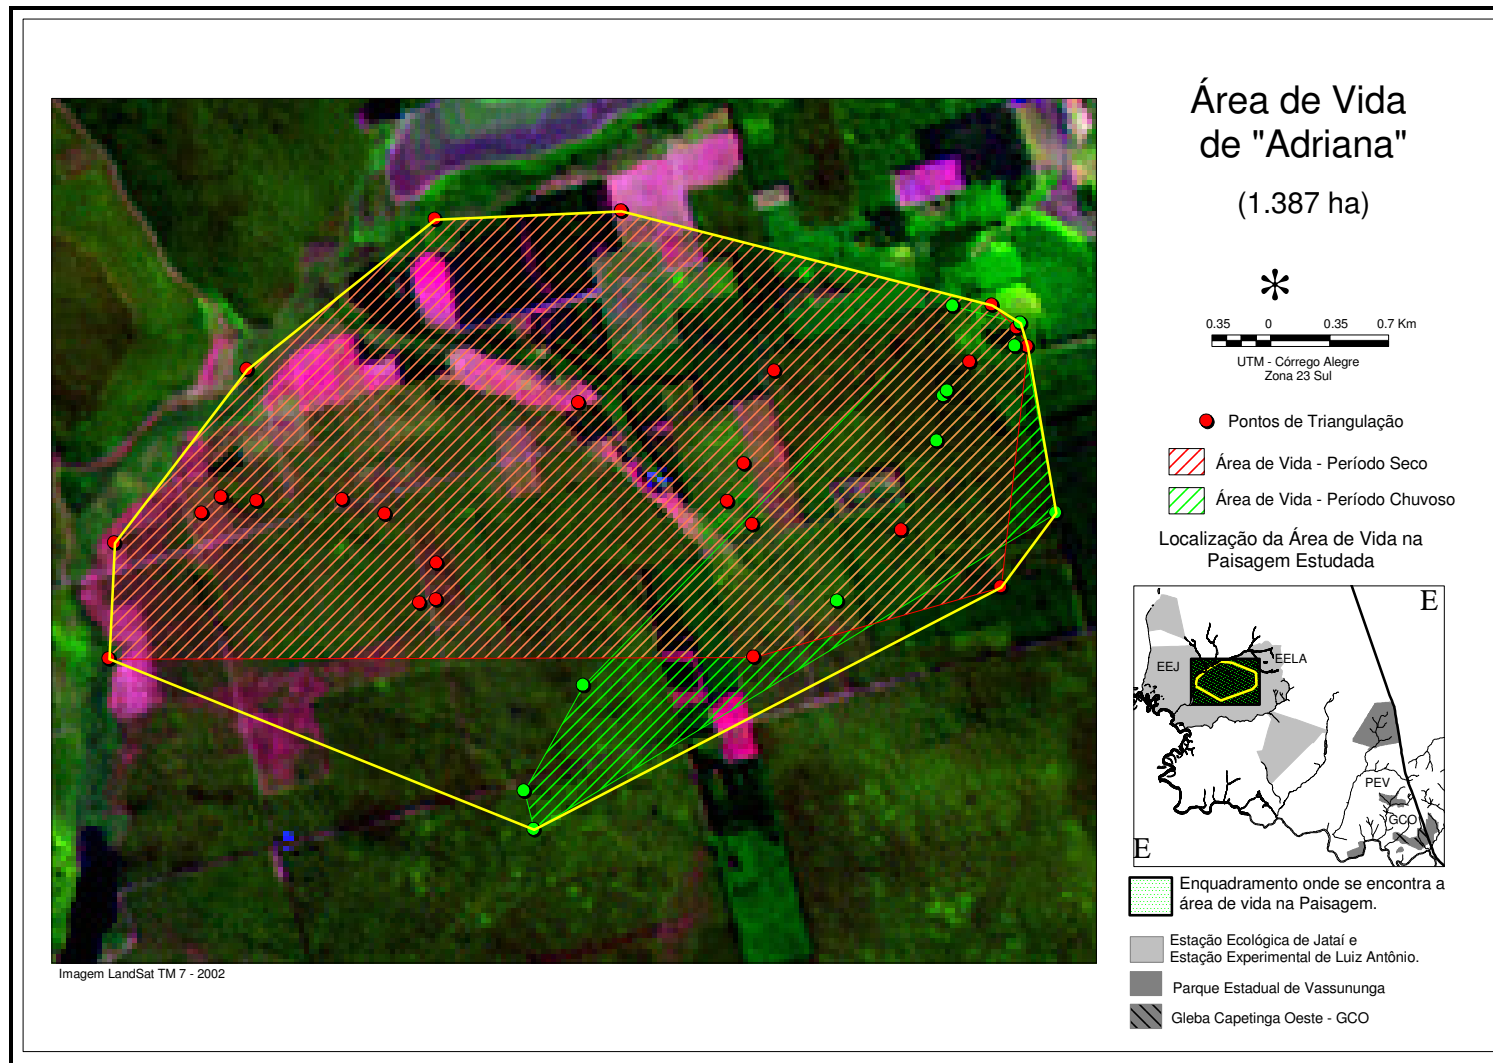 Área de Vida
de "Adriana"
(1.387 ha)
0.35 0 0.35 0.7 Km
UTM - Córrego Alegre
Zona 23 Sul
Pontos de Triangulação
Área de Vida - Período Seco
Área de Vida - Período Chuvoso
Localização da Área de Vida na
Paisagem Estudada
E
EEJ
EELA
PEV
GCO
E
Enquadramento onde se encontra a
área de vida na Paisagem.
Estação Ecológica de Jataí e
Estação Experimental de Luiz Antônio.
Parque Estadual de Vassununga
Gleba Capetinga Oeste - GCO
Imagem LandSat TM 7 - 2002